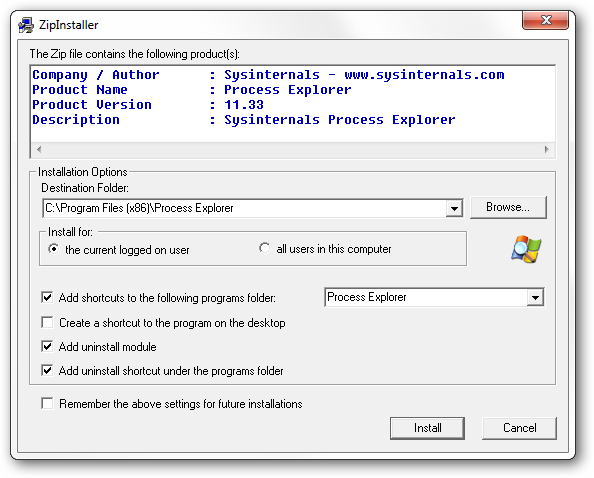 ZipInstaller
The Zip file contains the following product(s):
Company / Author : Sysinternals - www.sysinternals.com
Product Name : Process Explorer
Product Version : 11.33
Description : Sysinternals Process Explorer
Installation Options
Destination Folder:
C:\Program Files (x86)\Process Explorer
Browse...
Install for:
the current logged on user
all users in this computer
Add shortcuts to the following programs folder: Process Explorer
Create a shortcut to the program on the desktop
Add uninstall module
Add uninstall shortcut under the programs folder
Remember the above settings for future installations
Install Cancel